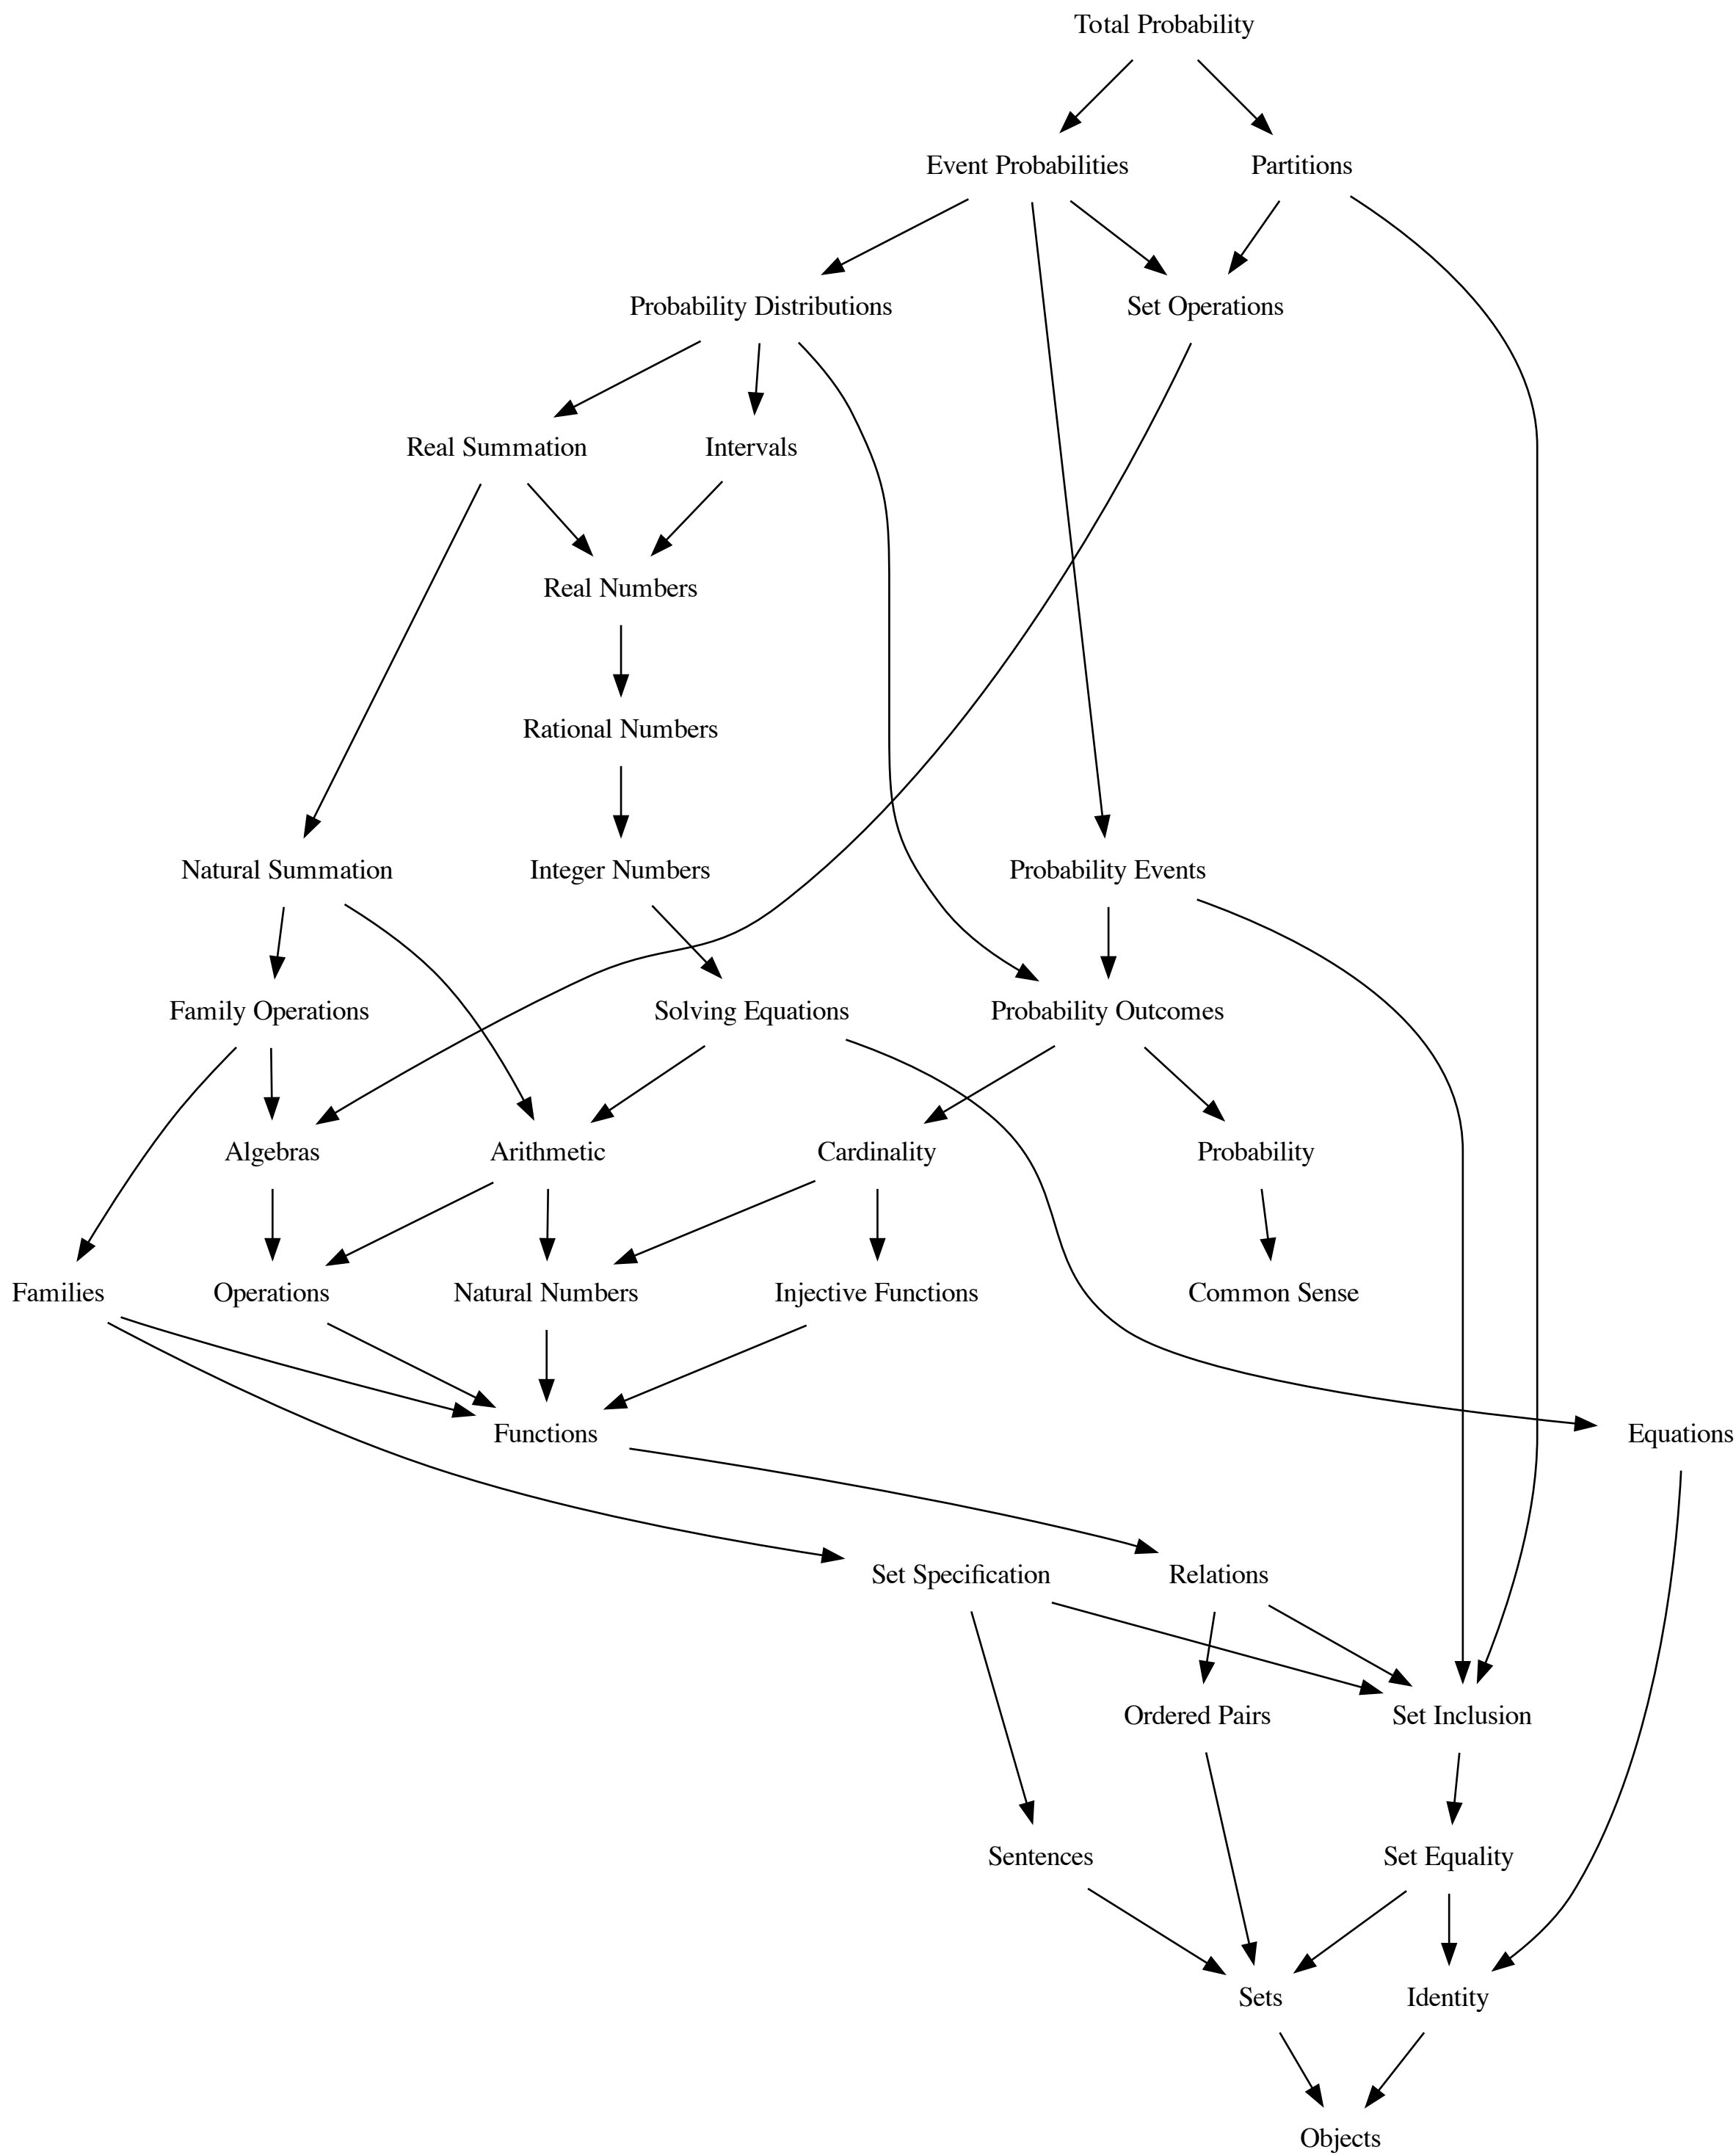 Total Probability
Event Probabilities
Partitions
Probability Distributions
Set Operations
Real Summation
Intervals
Real Numbers
Rational Numbers
Natural Summation
Integer Numbers
Probability Events
Family Operations
Solving Equations
Probability Outcomes
Algebras
Arithmetic
Cardinality
Probability
Families
Operations
Natural Numbers
Injective Functions
Common Sense
Functions
Equations
Set Specification
Relations
Ordered Pairs
Set Inclusion
Sentences
Set Equality
Sets
Identity
Objects